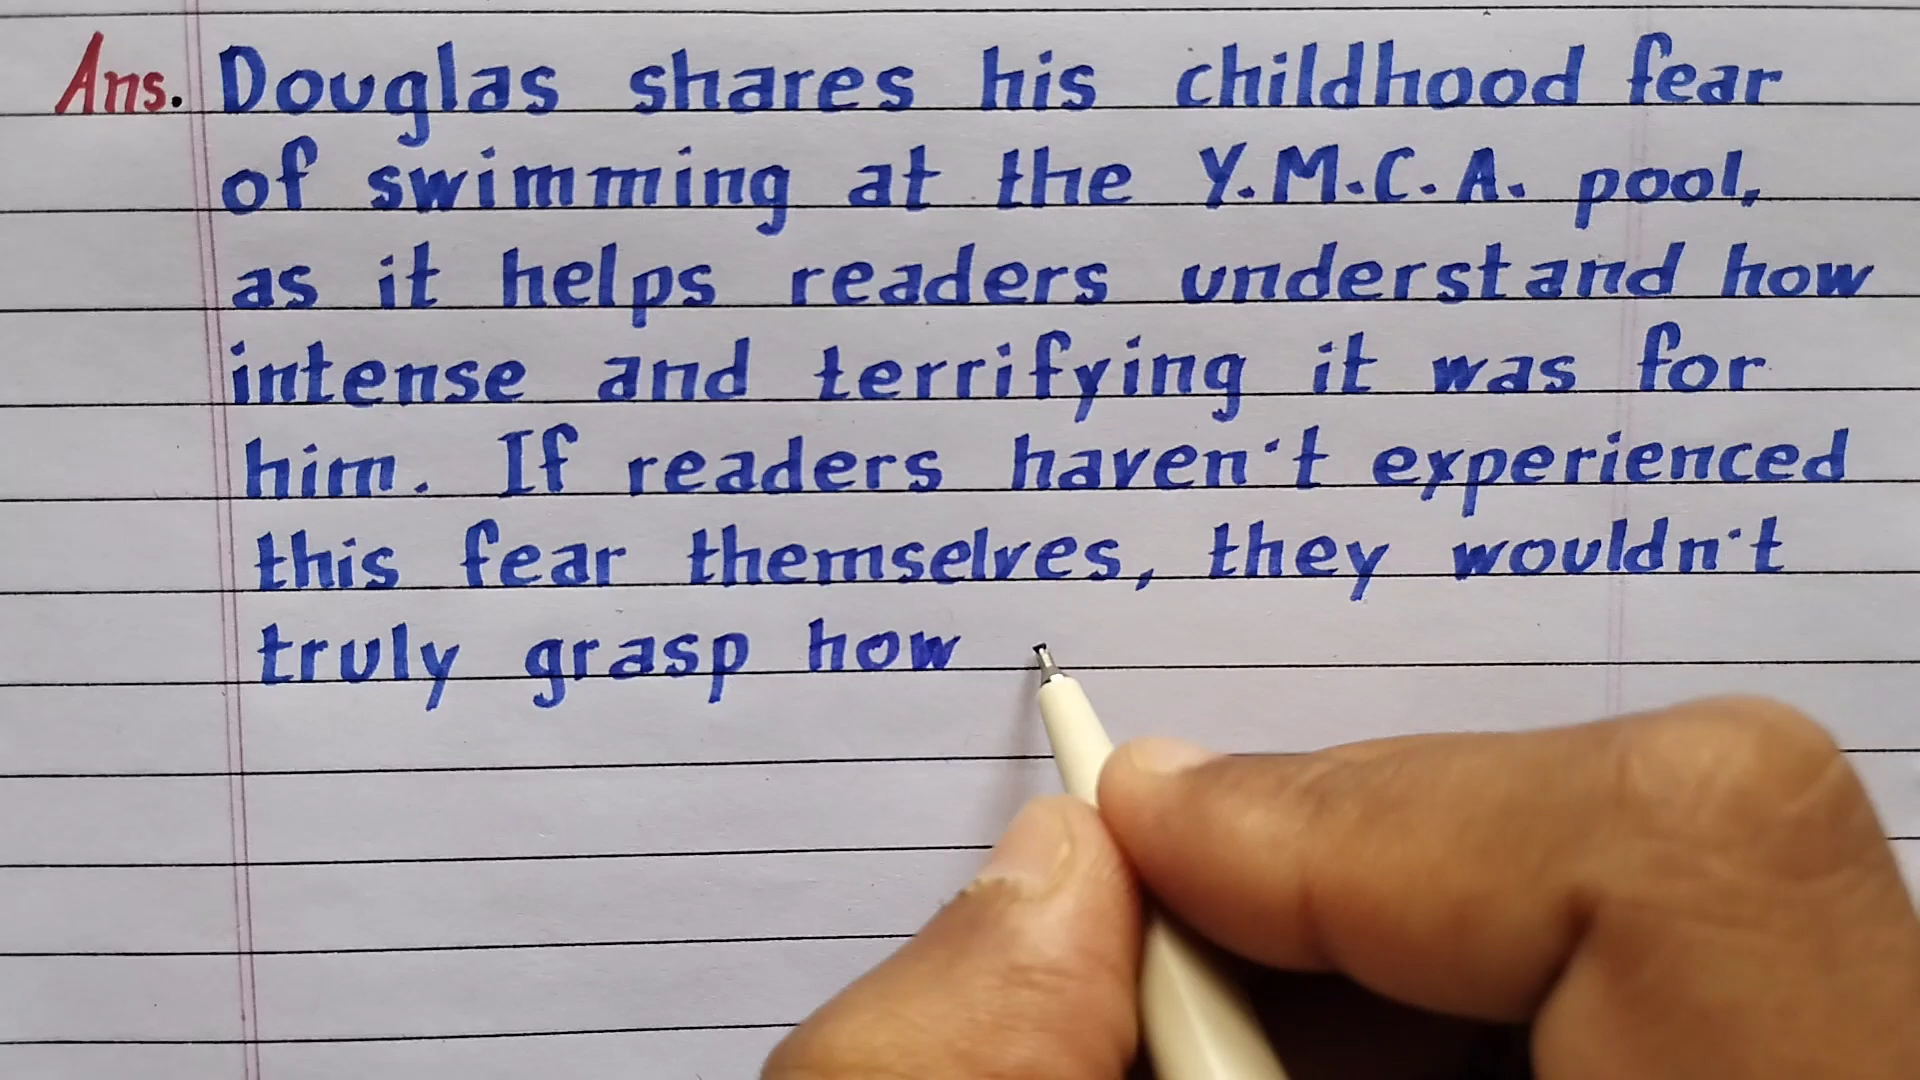 Ans. Douglas shares his childhood fear
of swimming at the Y.M.C.A. pool,
as it helps readers understand how
intense and terrifying it was for
him. If readers haven't experienced
this fear themselves, they wouldn't
truly grasp how